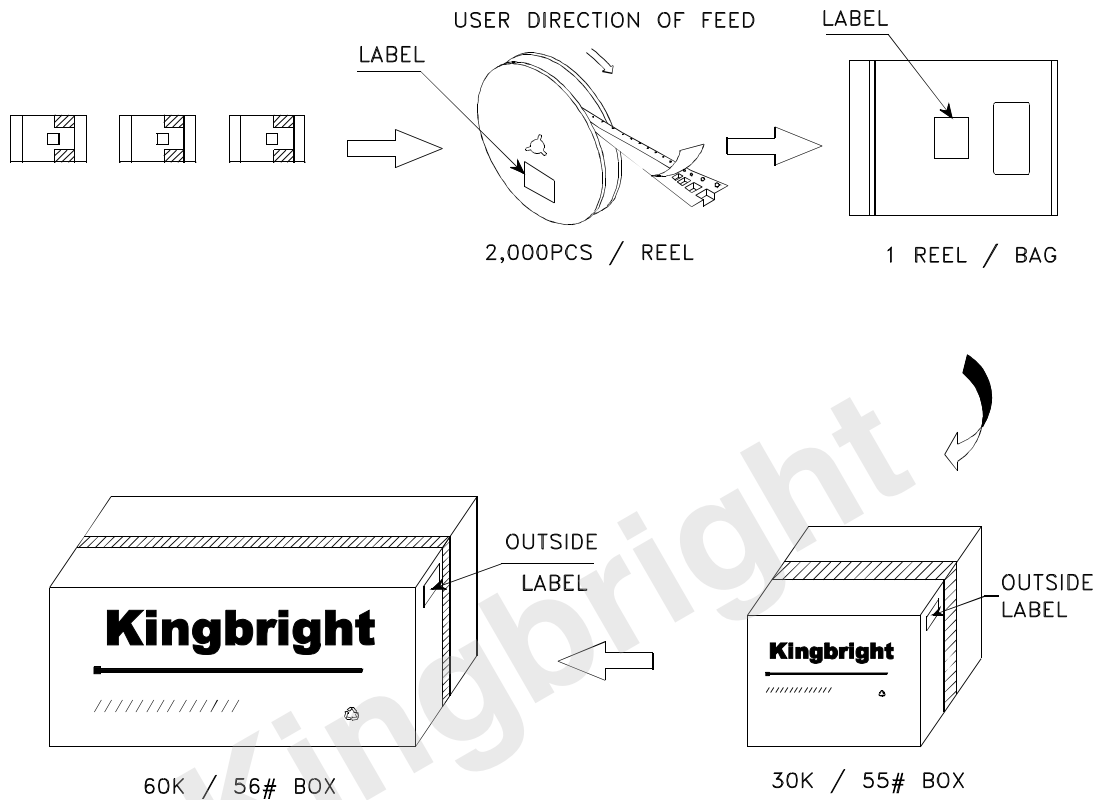 USER DIRECTION OF FEED
LABEL
LABEL
2,000PCS / REEL
1 REEL / BAG
OUTSIDE
LABEL
OUTSIDE
LABEL
Kingbright
Kingbright
60K / 56# BOX
30K / 55# BOX
Kingbright